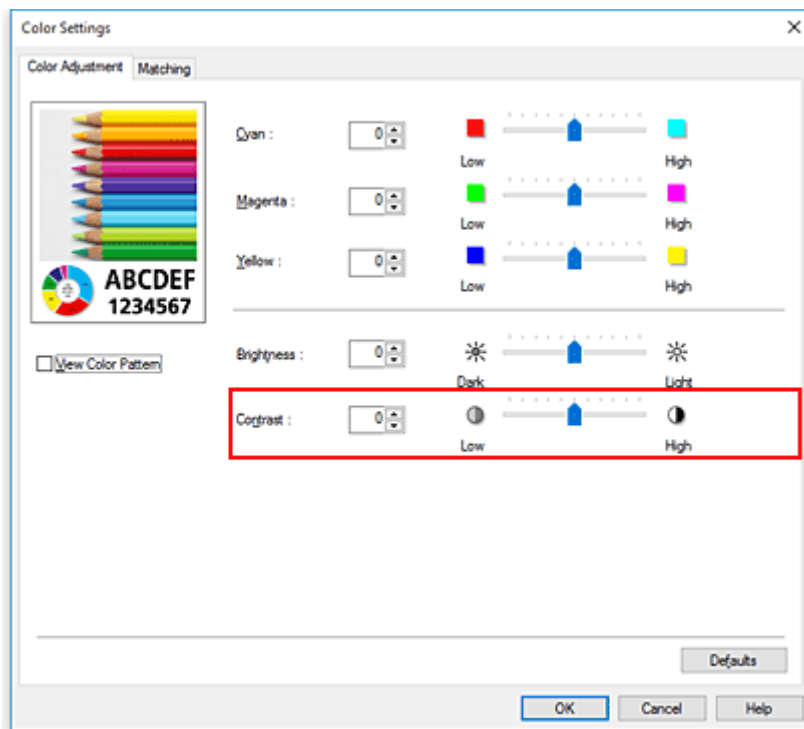 Color Settings
Color Adjustment Matching
Cyan : 0 Low High
Magenta : 0 Low High
Yellow : 0 Low High
ABCDEF
1234567
View Color Pattern
Brightness : 0 Dark Light
Contrast : 0 Low High
Defaults
OK Cancel Help